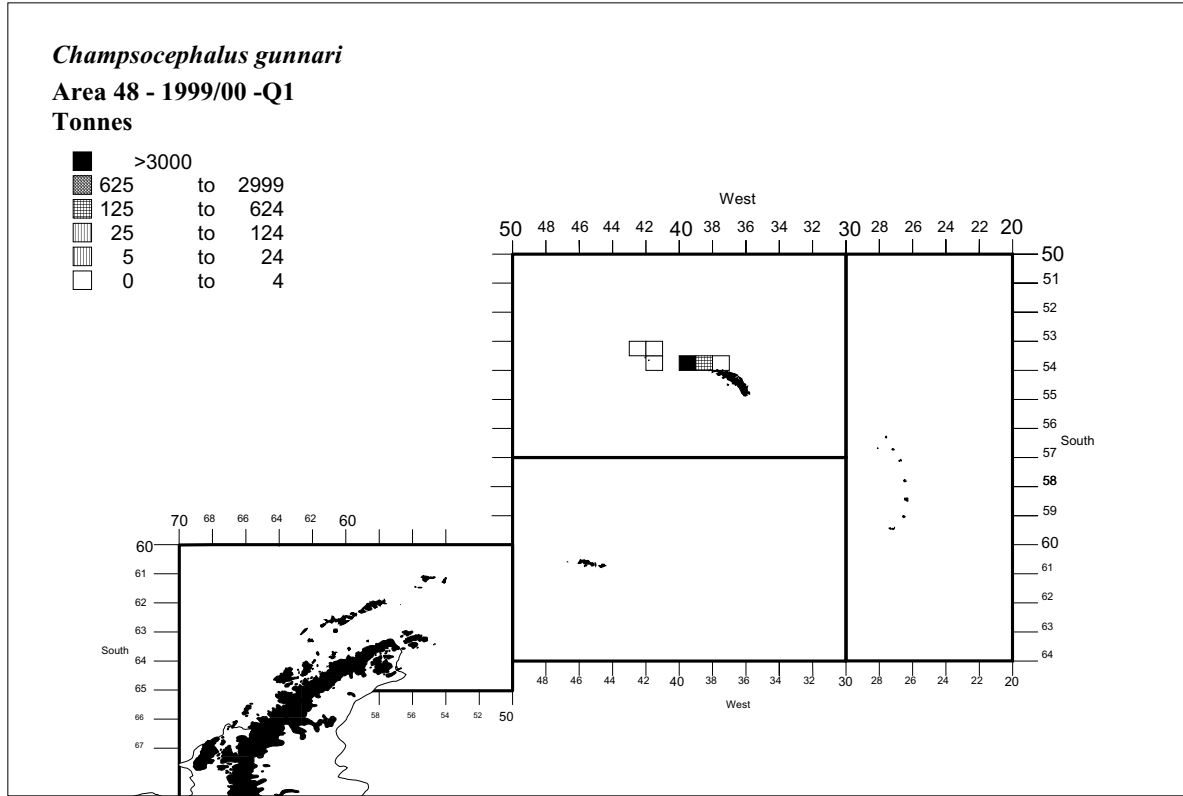 Champsocephalus gunnari
Area 48 - 1999/00 -Q1
Tonnes
>3000
625 to 2999
125 to 624
25 to 124
5 to 24
0 to 4
West
50 48 46 44 42 40 38 36 34 32 30 28 26 24 22 20
50
51
52
53
54
55
56
South
57
58
59
60
61
62
63
64
48 46 44 42 40 38 36 34 32 30 28 26 24 22 20
West
70 68 66 64 62 60
60
61
62
63
South
64
65
66
67
58 56 54 52 50